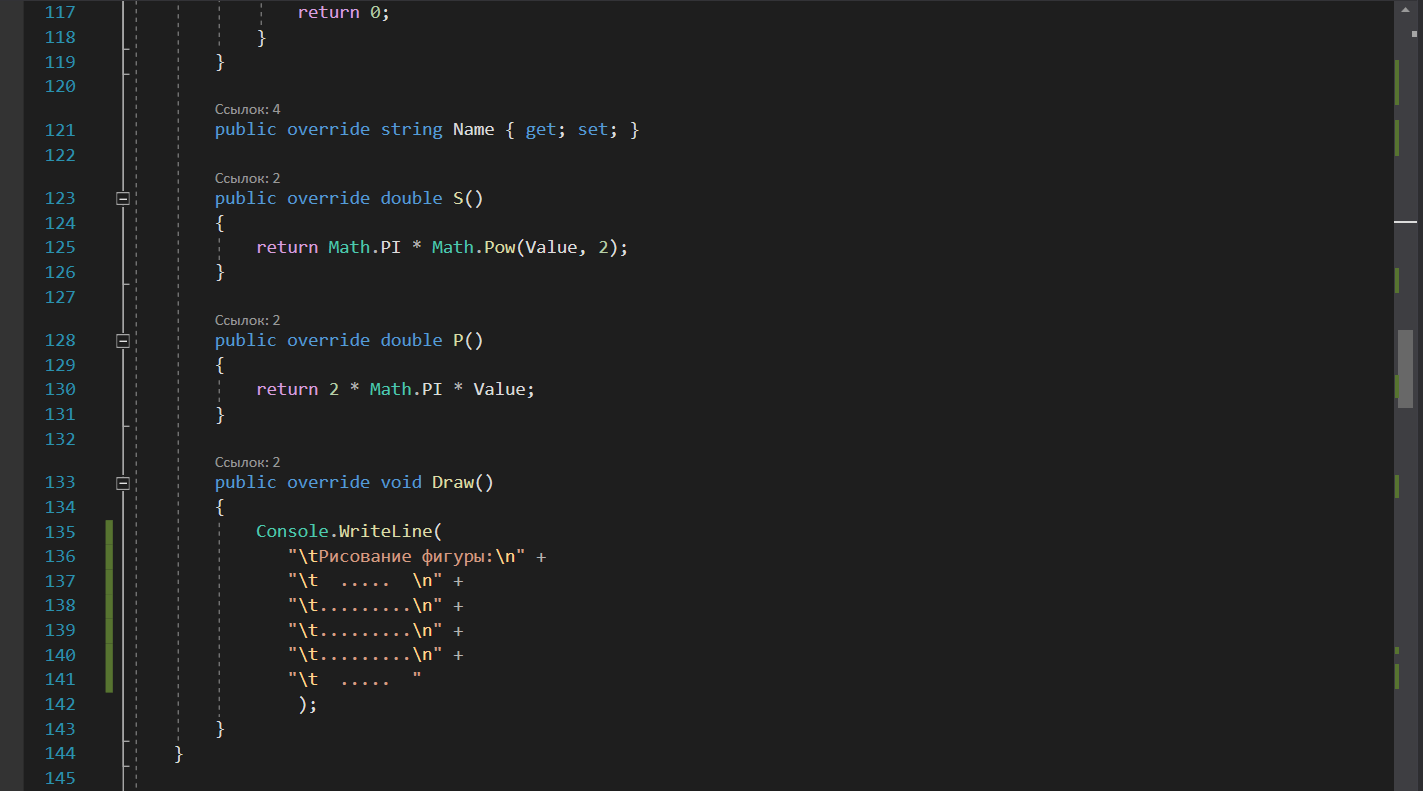 117 return 0;
118 }
119 }
120
Ссылок: 4
121 public override string Name { get; set; }
122
Ссылок: 2
123 public override double S()
124 {
125 return Math.PI * Math.Pow(Value, 2);
126 }
127
Ссылок: 2
128 public override double P()
129 {
130 return 2 * Math.PI * Value;
131 }
132
Ссылок: 2
133 public override void Draw()
134 {
135 Console.WriteLine(
136 "\tРисование фигуры:\n" +
137 "\t  .....  \n" +
138 "\t.........\n" +
139 "\t.........\n" +
140 "\t.........\n" +
141 "\t  .....  "
142 );
143 }
144 }
145